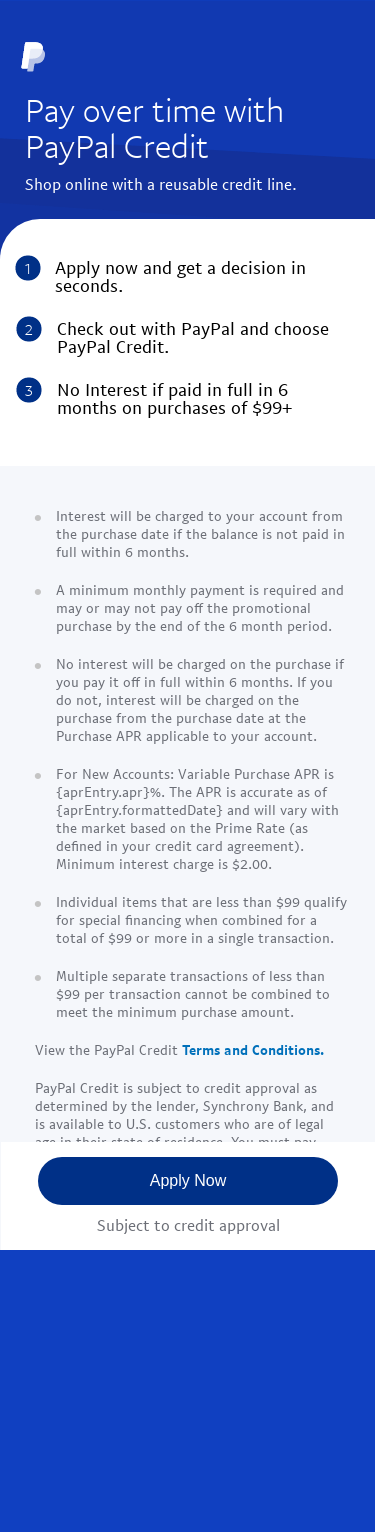 Pay over time with
PayPal Credit
Shop online with a reusable credit line.
1 Apply now and get a decision in
seconds.
2 Check out with PayPal and choose
PayPal Credit.
3 No Interest if paid in full in 6
months on purchases of $99+
Interest will be charged to your account from
the purchase date if the balance is not paid in
full within 6 months.
A minimum monthly payment is required and
may or may not pay off the promotional
purchase by the end of the 6 month period.
No interest will be charged on the purchase if
you pay it off in full within 6 months. If you
do not, interest will be charged on the
purchase from the purchase date at the
Purchase APR applicable to your account.
For New Accounts: Variable Purchase APR is
{aprEntry.apr}%. The APR is accurate as of
{aprEntry.formattedDate} and will vary with
the market based on the Prime Rate (as
defined in your credit card agreement).
Minimum interest charge is $2.00.
Individual items that are less than $99 qualify
for special financing when combined for a
total of $99 or more in a single transaction.
Multiple separate transactions of less than
$99 per transaction cannot be combined to
meet the minimum purchase amount.
View the PayPal Credit Terms and Conditions.
PayPal Credit is subject to credit approval as
determined by the lender, Synchrony Bank, and
is available to U.S. customers who are of legal
age in their state of residence. You must pay
Apply Now
Subject to credit approval